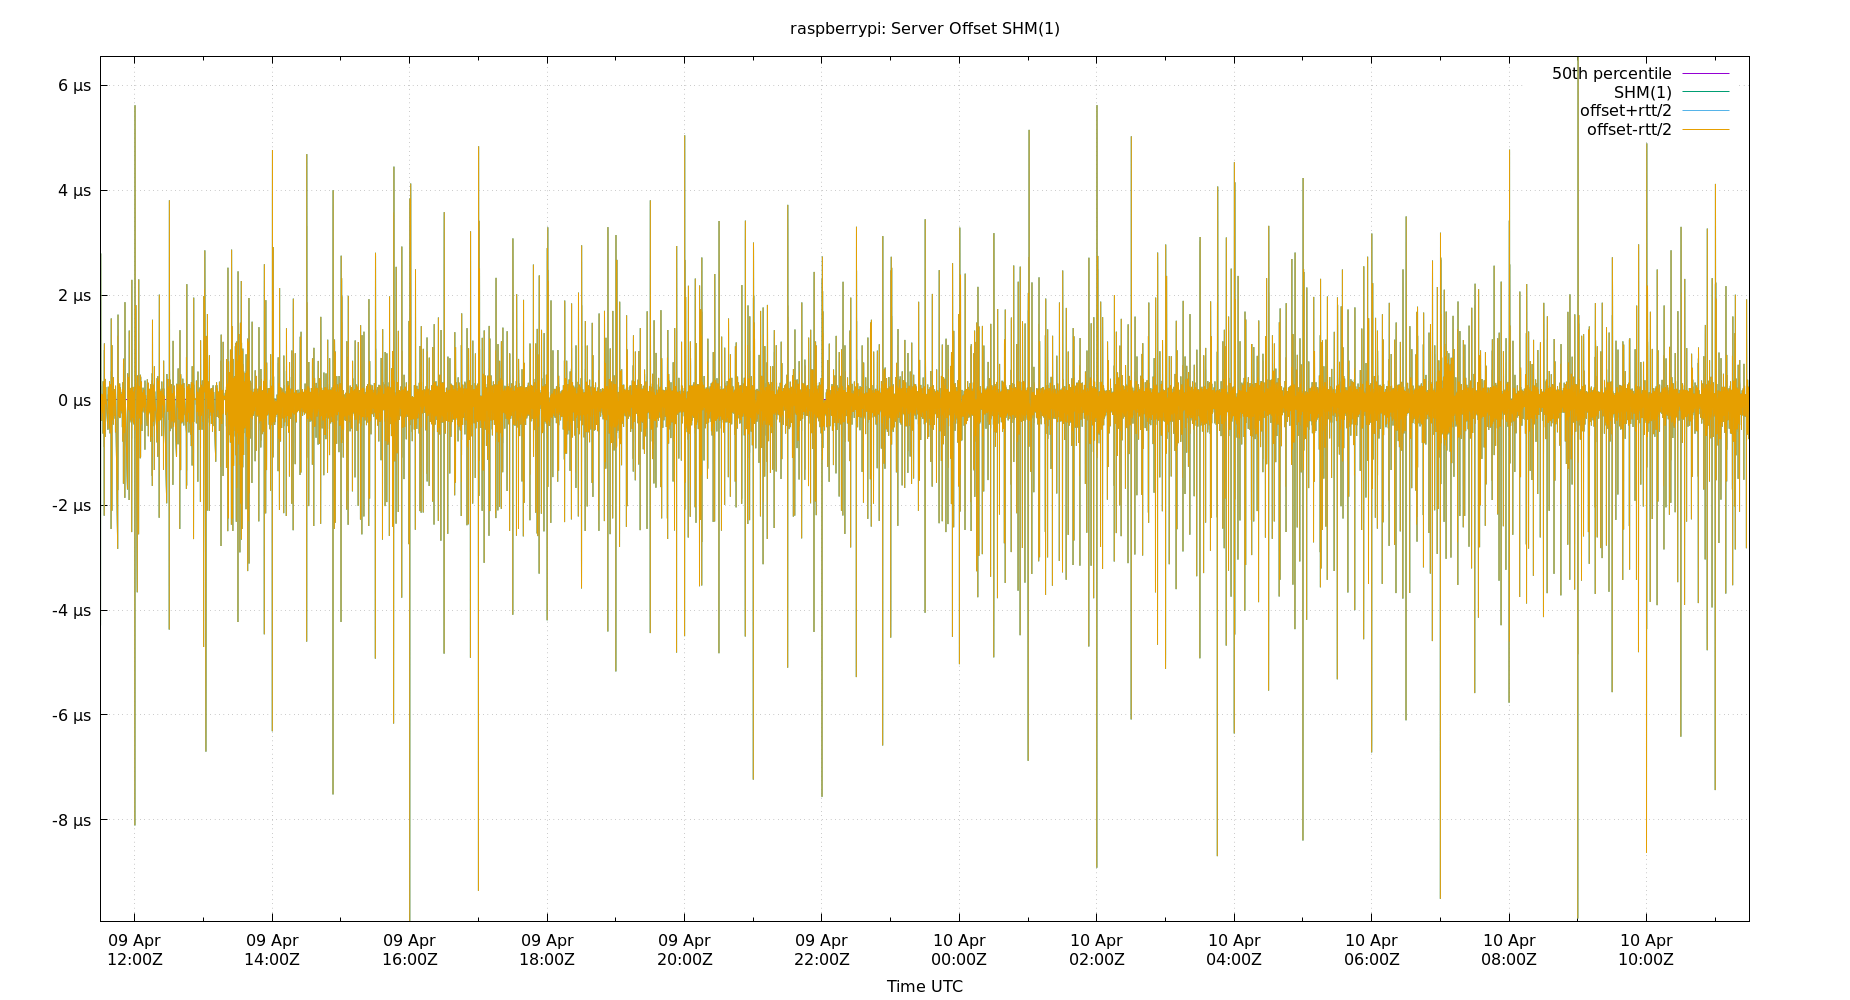 raspberrypi: Server Offset SHM(1)
50th percentile
SHM(1)
offset+rtt/2
offset-rtt/2
6 µs
4 µs
2 µs
0 µs
-2 µs
-4 µs
-6 µs
-8 µs
09 Apr 09 Apr 09 Apr 09 Apr 09 Apr 09 Apr 10 Apr 10 Apr 10 Apr 10 Apr 10 Apr 10 Apr
12:00Z 14:00Z 16:00Z 18:00Z 20:00Z 22:00Z 00:00Z 02:00Z 04:00Z 06:00Z 08:00Z 10:00Z
Time UTC